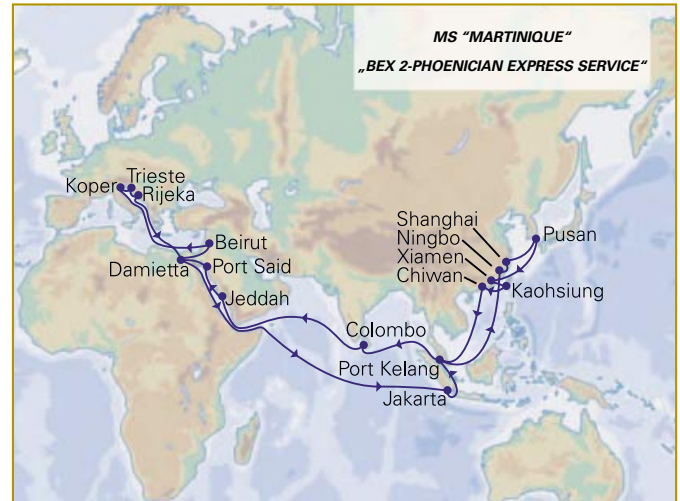 MS “MARTINIQUE“
„BEX 2-PHOENICIAN EXPRESS SERVICE“
Trieste
Koper
Rijeka
Shanghai
Pusan
Ningbo
Beirut
Xiamen
Damietta
Port Said
Chiwan
Kaohsiung
Jeddah
Colombo
Port Kelang
Jakarta